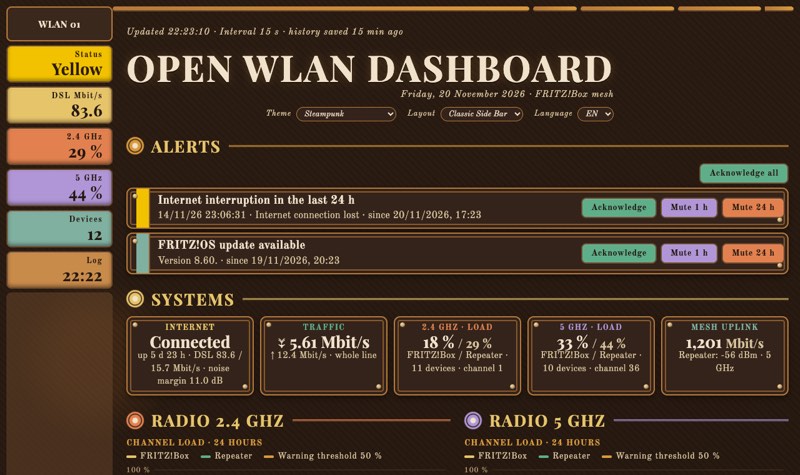 WLAN 01
Status
Yellow
DSL Mbit/s
83.6
2.4 GHz
29 %
5 GHz
44 %
Devices
12
Log
22:22
Updated 22:23:10 · Interval 15 s · history saved 15 min ago
OPEN WLAN DASHBOARD
Friday, 20 November 2026 · FRITZ!Box mesh
Theme Steampunk Layout Classic Side Bar Language EN
ALERTS
Acknowledge all
Internet interruption in the last 24 h
14/11/26 23:06:31 · Internet connection lost · since 20/11/2026, 17:23
Acknowledge Mute 1 h Mute 24 h
FRITZ!OS update available
Version 8.60. · since 19/11/2026, 20:23
Acknowledge Mute 1 h Mute 24 h
SYSTEMS
INTERNET
Connected
up 5 d 23 h · DSL 83.6 /
15.7 Mbit/s · noise
margin 11.0 dB
TRAFFIC
↓ 5.61 Mbit/s
↑ 12.4 Mbit/s · whole line
2.4 GHZ · LOAD
18 % / 29 %
FRITZ!Box / Repeater ·
11 devices · channel 1
5 GHZ · LOAD
33 % / 44 %
FRITZ!Box / Repeater ·
10 devices · channel 36
MESH UPLINK
1,201 Mbit/s
Repeater: -56 dBm · 5
GHz
RADIO 2.4 GHZ
CHANNEL LOAD · 24 HOURS
FRITZ!Box Repeater Warning threshold 50 %
100 %
RADIO 5 GHZ
CHANNEL LOAD · 24 HOURS
FRITZ!Box Repeater Warning threshold 50 %
100 %